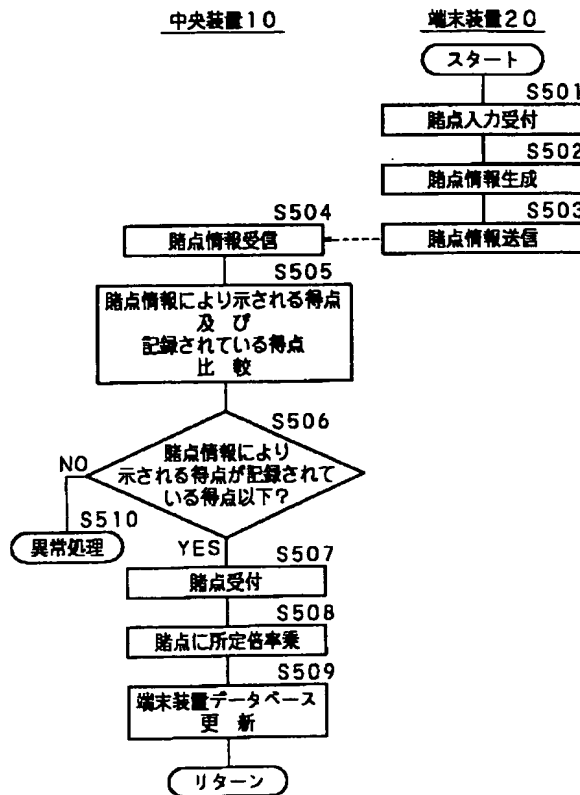 中央装置10
端末装置20
スタート
S501
賭点入力受付
S502
賭点情報生成
S503
賭点情報送信
S504
賭点情報受信
S505
賭点情報により示される得点
及び
記録されている得点
比較
S506
賭点情報により
示される得点が記録されて
いる得点以下?
NO
S510
異常処理
YES
S507
賭点受付
S508
賭点に所定倍率乗
S509
端末装置データベース
更新
リターン